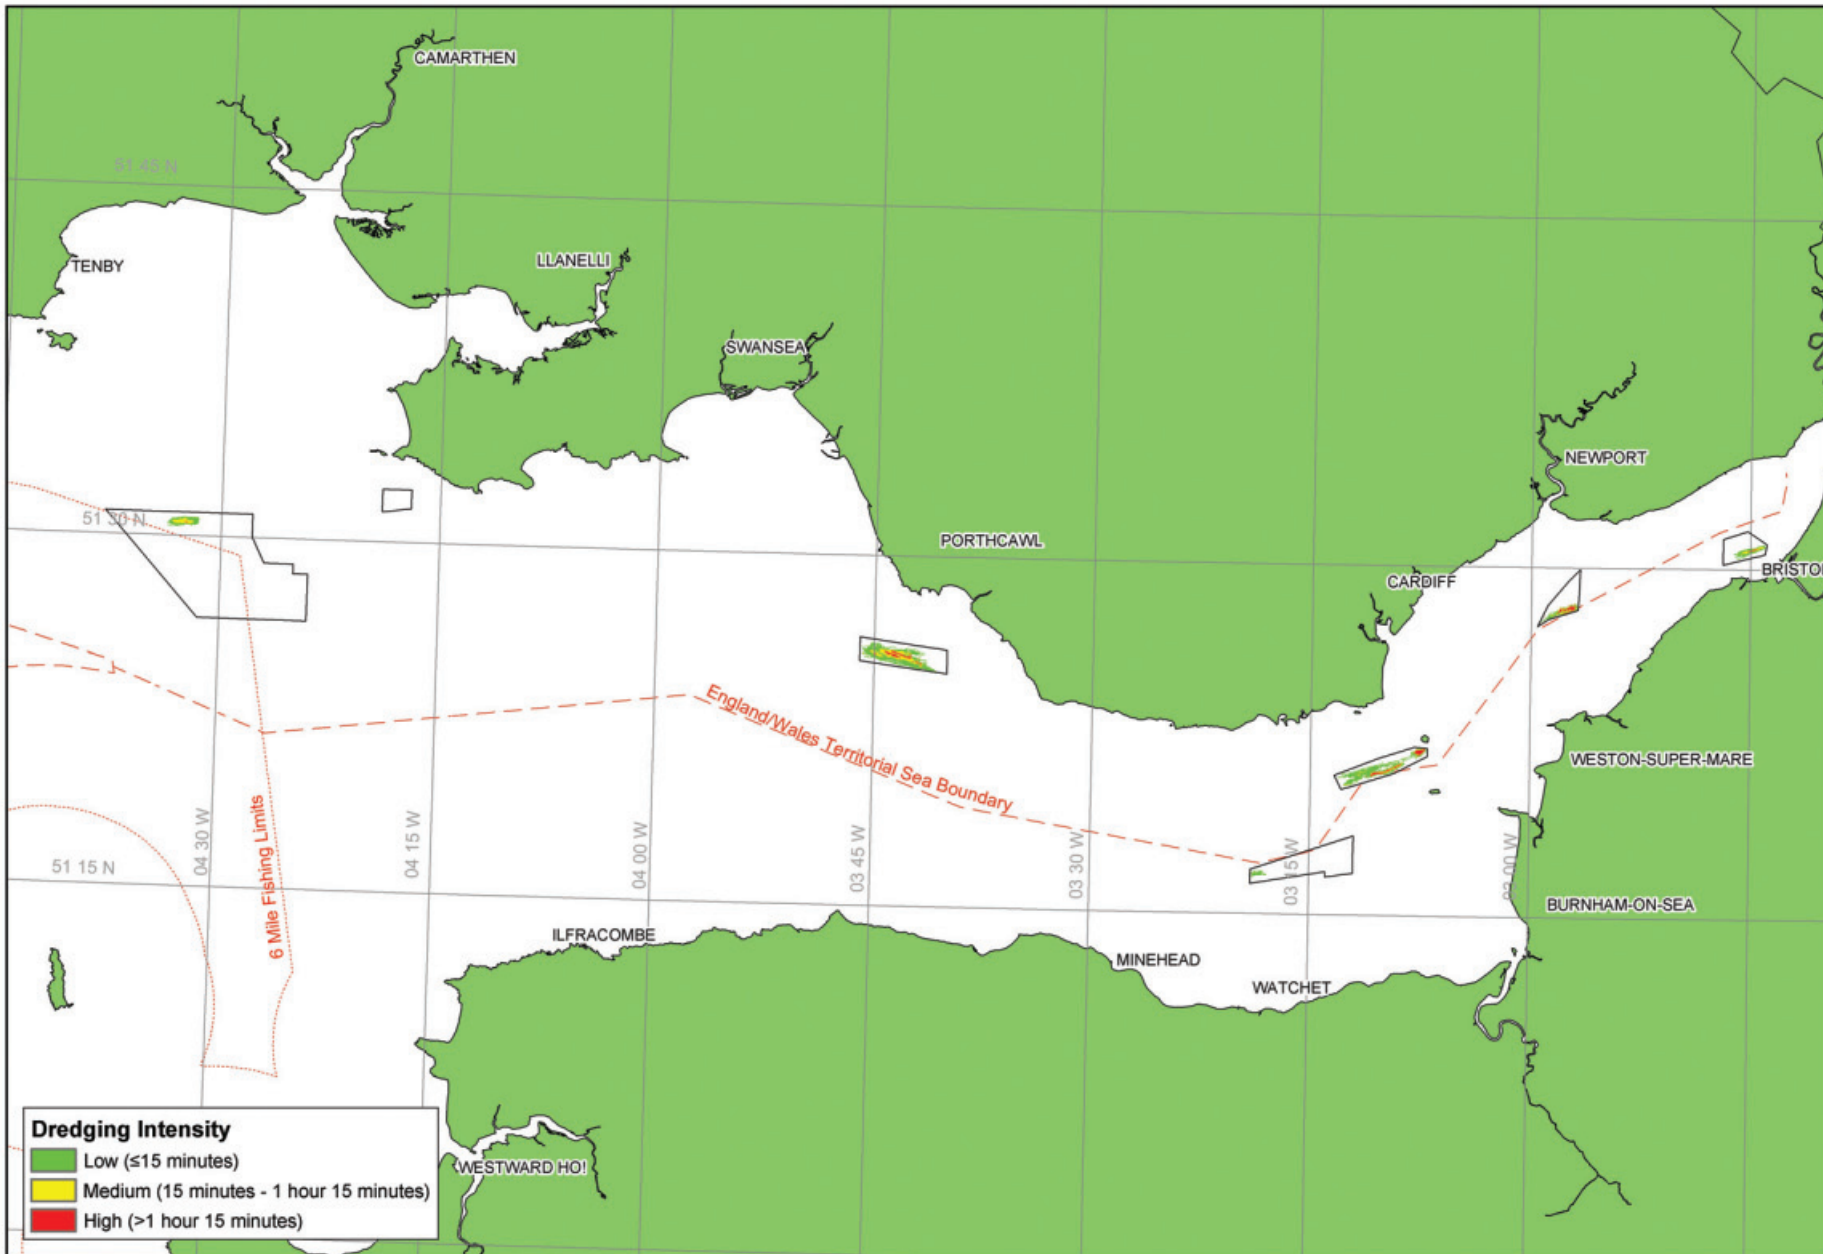 CAMARTHEN
51 45 N
TENBY
LLANELLI
SWANSEA
NEWPORT
51 30 N
PORTHCAWL
CARDIFF
BRISTOL
England/Wales Territorial Sea Boundary
WESTON-SUPER-MARE
6 Mile Fishing Limits
51 15 N
04 30 W
04 15 W
04 00 W
03 45 W
03 30 W
03 15 W
03 00 W
BURNHAM-ON-SEA
ILFRACOMBE
MINEHEAD
WATCHET
WESTWARD HO!
Dredging Intensity
Low (≤15 minutes)
Medium (15 minutes - 1 hour 15 minutes)
High (>1 hour 15 minutes)